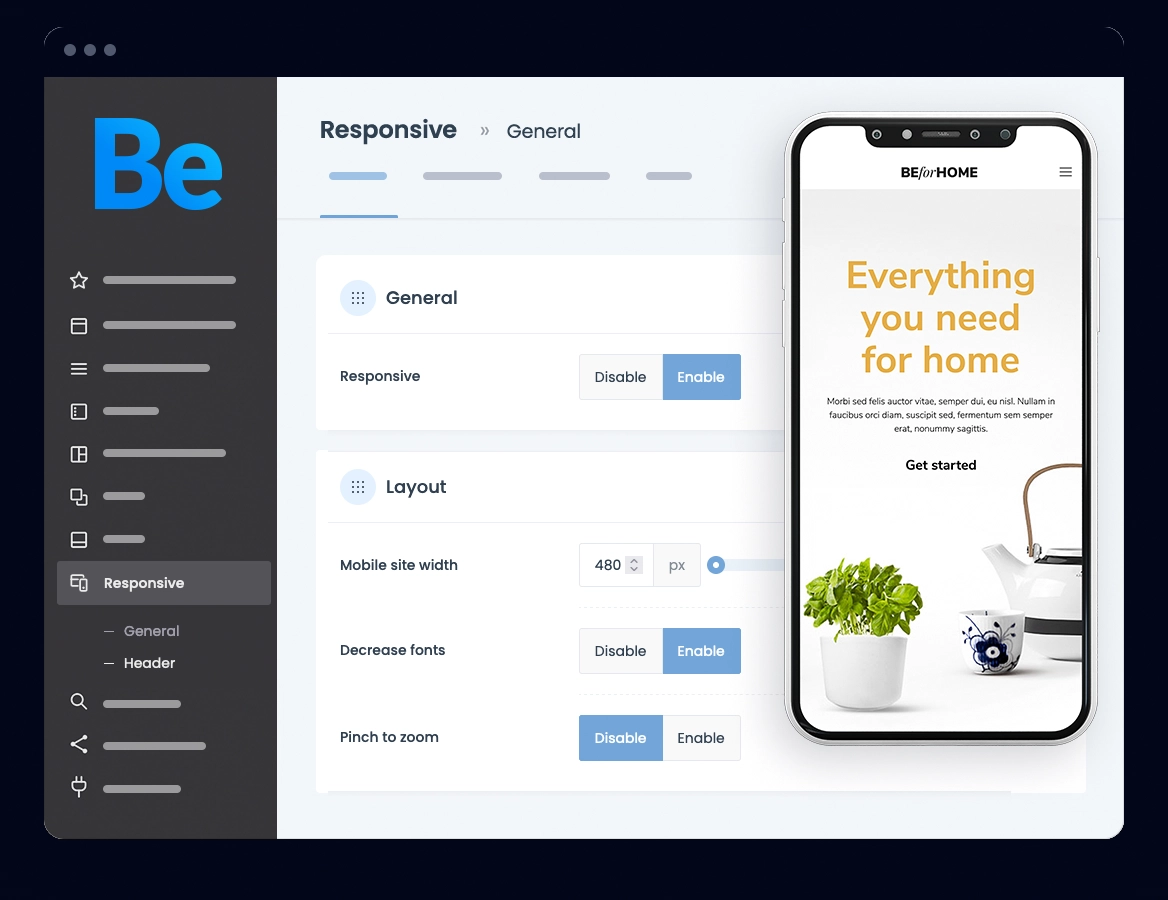 Be
Responsive » General
General
Responsive Disable Enable
Layout
Mobile site width 480 px
Decrease fonts Disable Enable
Pinch to zoom Disable Enable
Responsive
— General
— Header
BEforHOME
Everything
you need
for home
Morbi sed felis auctor vitae, semper dui, eu nisl. Nullam in
faucibus orci diam, suscipit sed, fermentum sem semper
erat, nonummy sagittis.
Get started